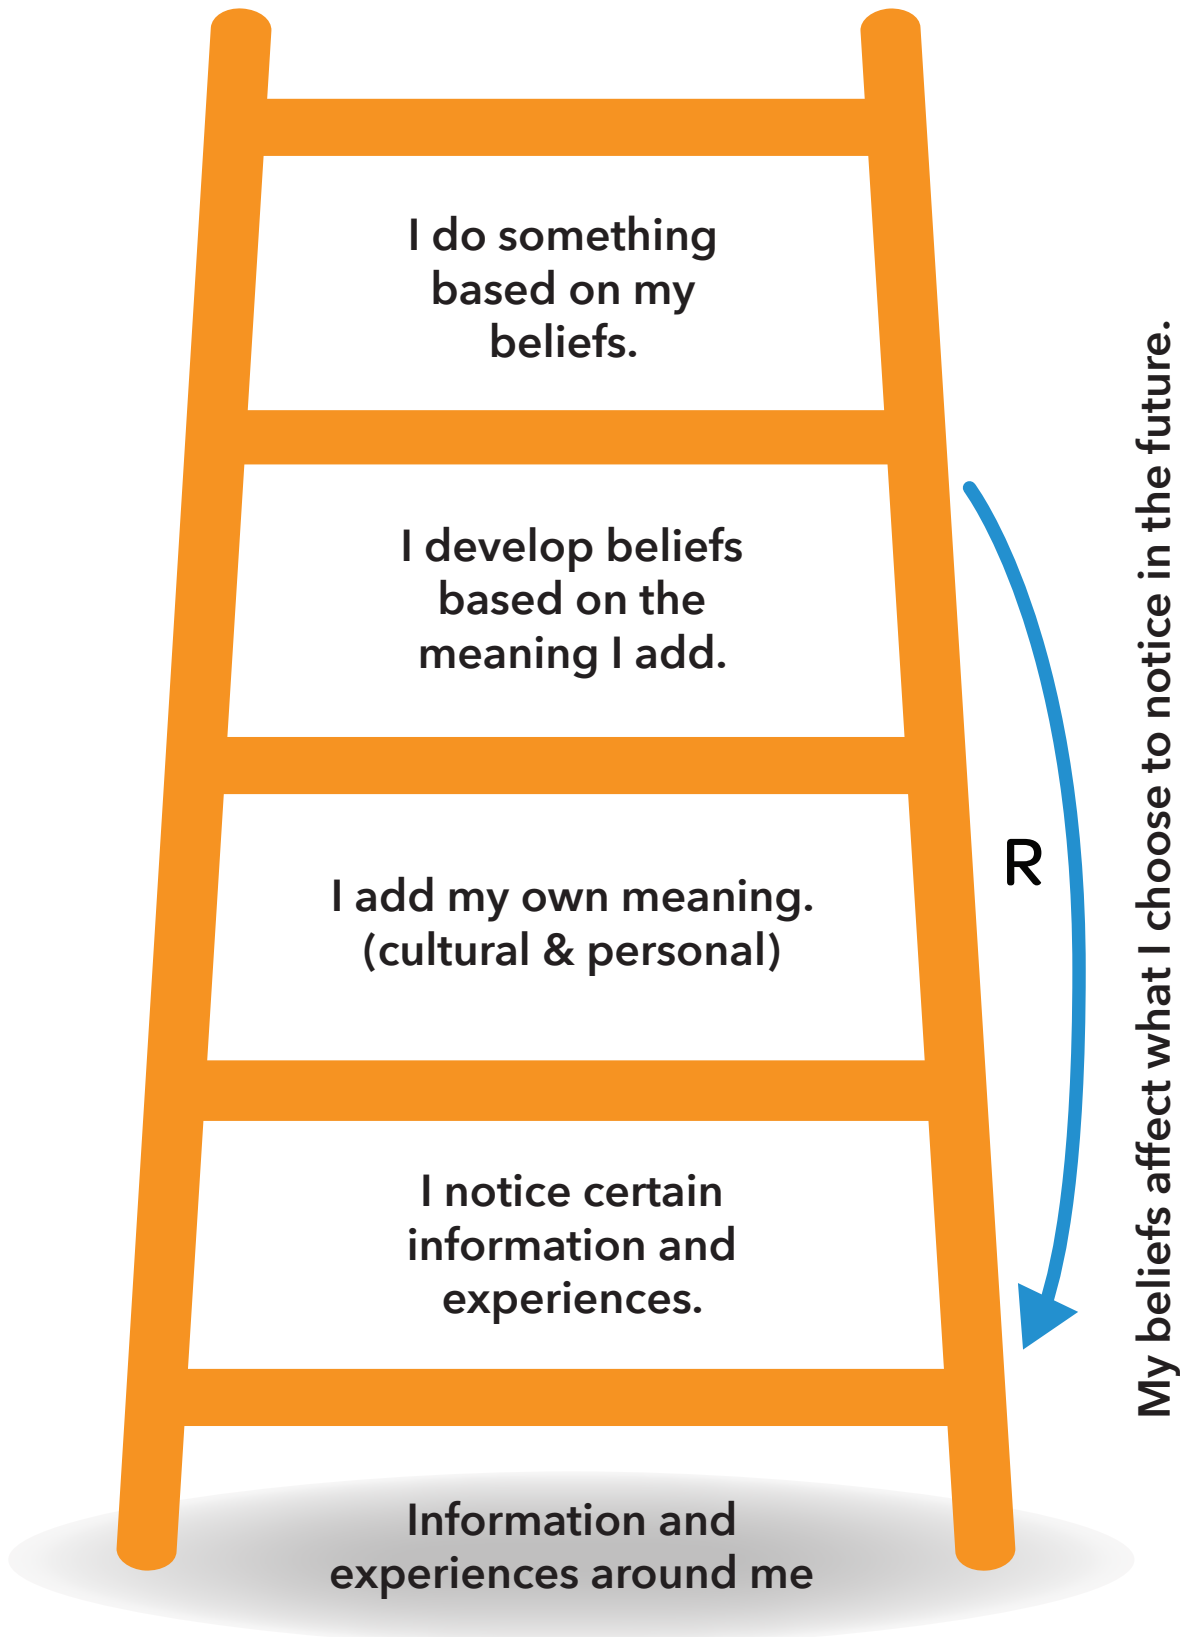 I do something
based on my
beliefs.
I develop beliefs
based on the
meaning I add.
I add my own meaning.
(cultural & personal)
I notice certain
information and
experiences.
Information and
experiences around me
R
My beliefs affect what I choose to notice in the future.